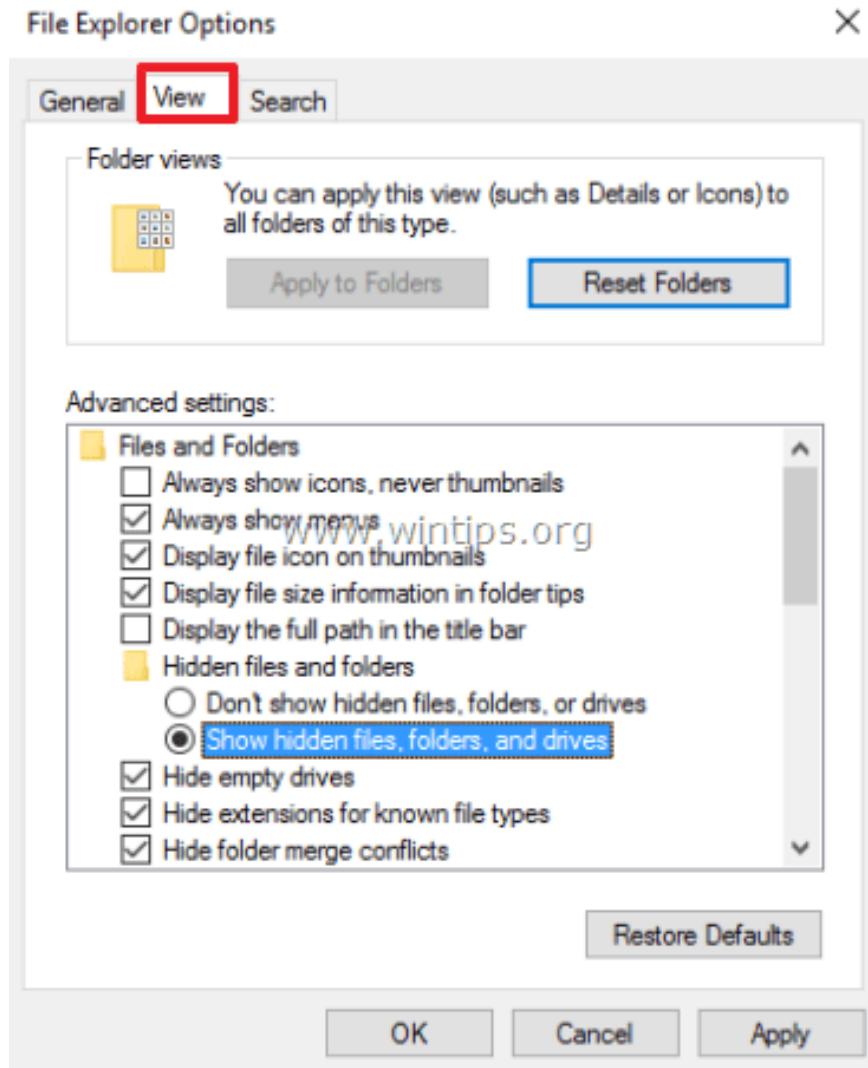 File Explorer Options
General
View
Search
Folder views
You can apply this view (such as Details or Icons) to
all folders of this type.
Apply to Folders
Reset Folders
Advanced settings:
Files and Folders
Always show icons, never thumbnails
Always show menus
www.wintips.org
Display file icon on thumbnails
Display file size information in folder tips
Display the full path in the title bar
Hidden files and folders
Don't show hidden files, folders, or drives
Show hidden files, folders, and drives
Hide empty drives
Hide extensions for known file types
Hide folder merge conflicts
Restore Defaults
OK
Cancel
Apply